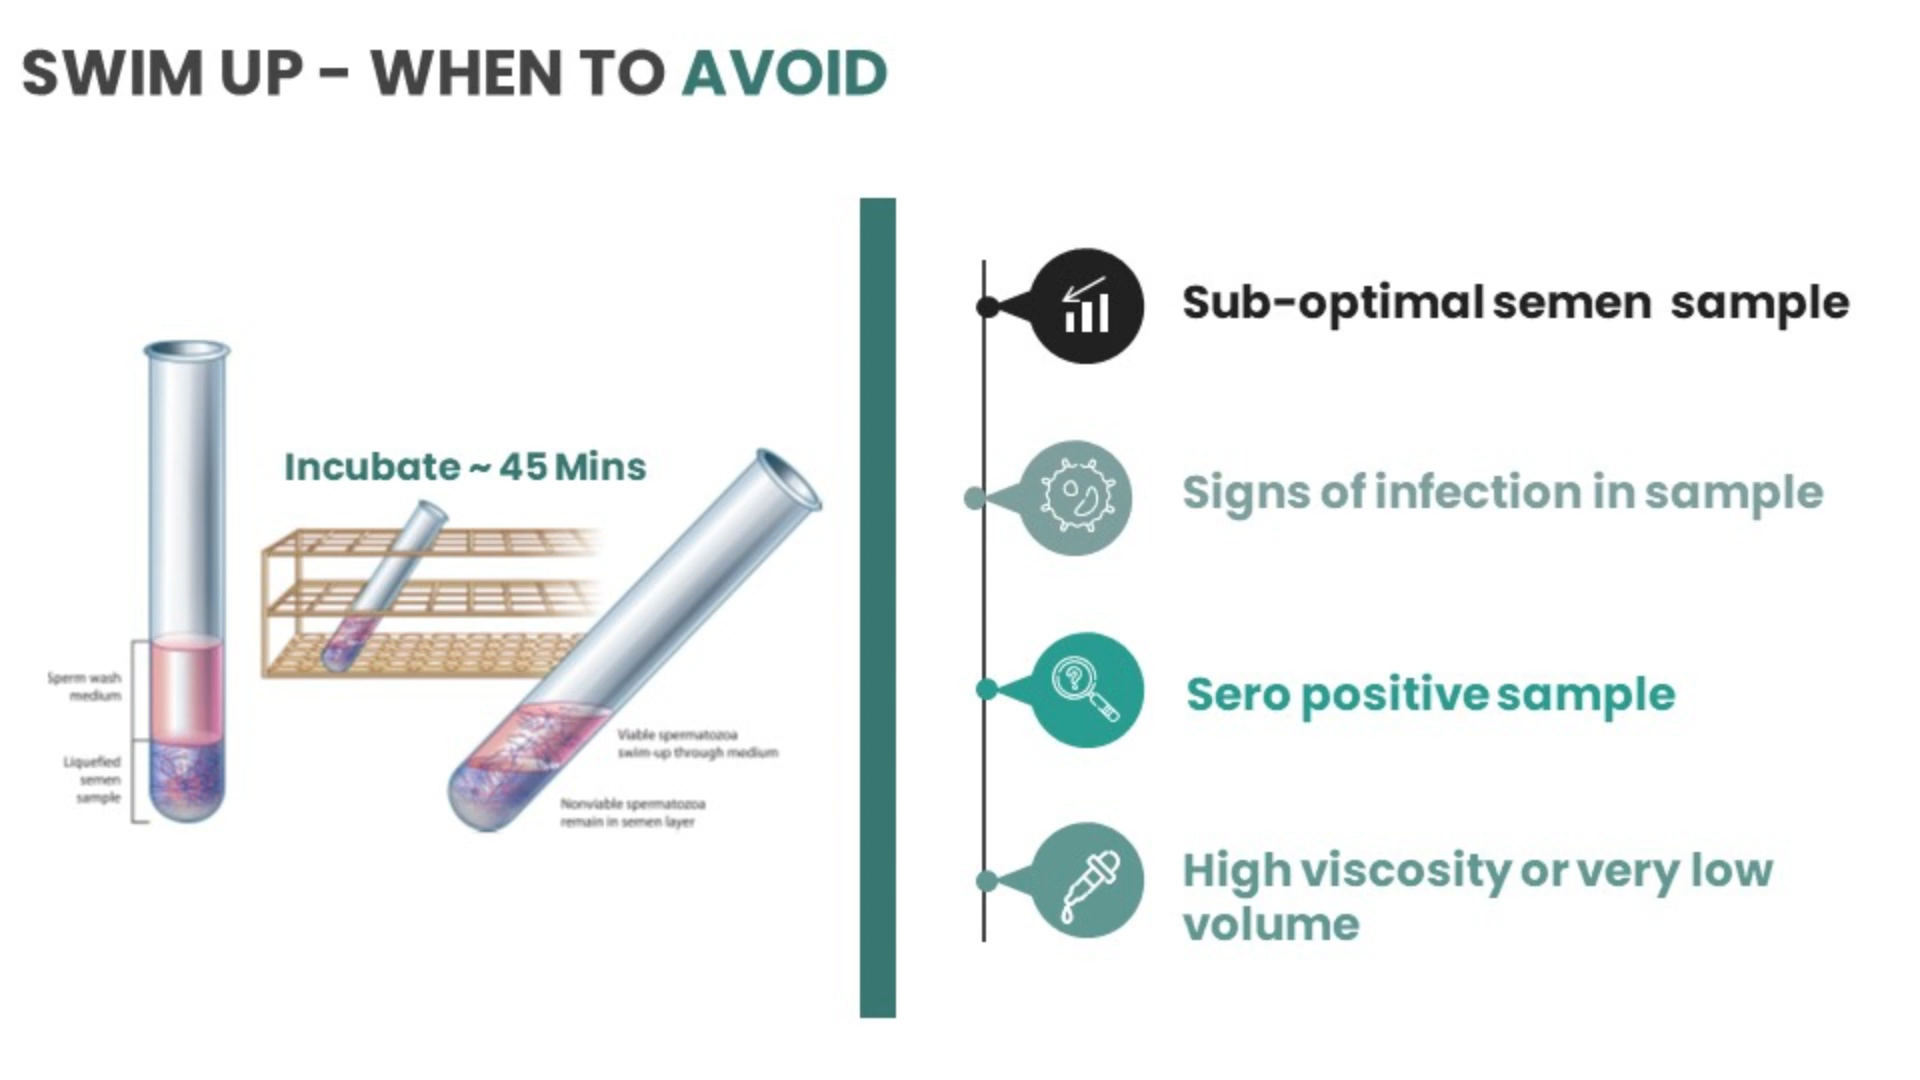 SWIM UP - WHEN TO AVOID
Incubate ~ 45 Mins
Sperm wash
medium
Liquefied
semen
sample
Viable spermatozoa
swim-up through medium
Nonviable spermatozoa
remain in semen layer
Sub-optimal semen sample
Signs of infection in sample
Sero positive sample
High viscosity or very low
volume